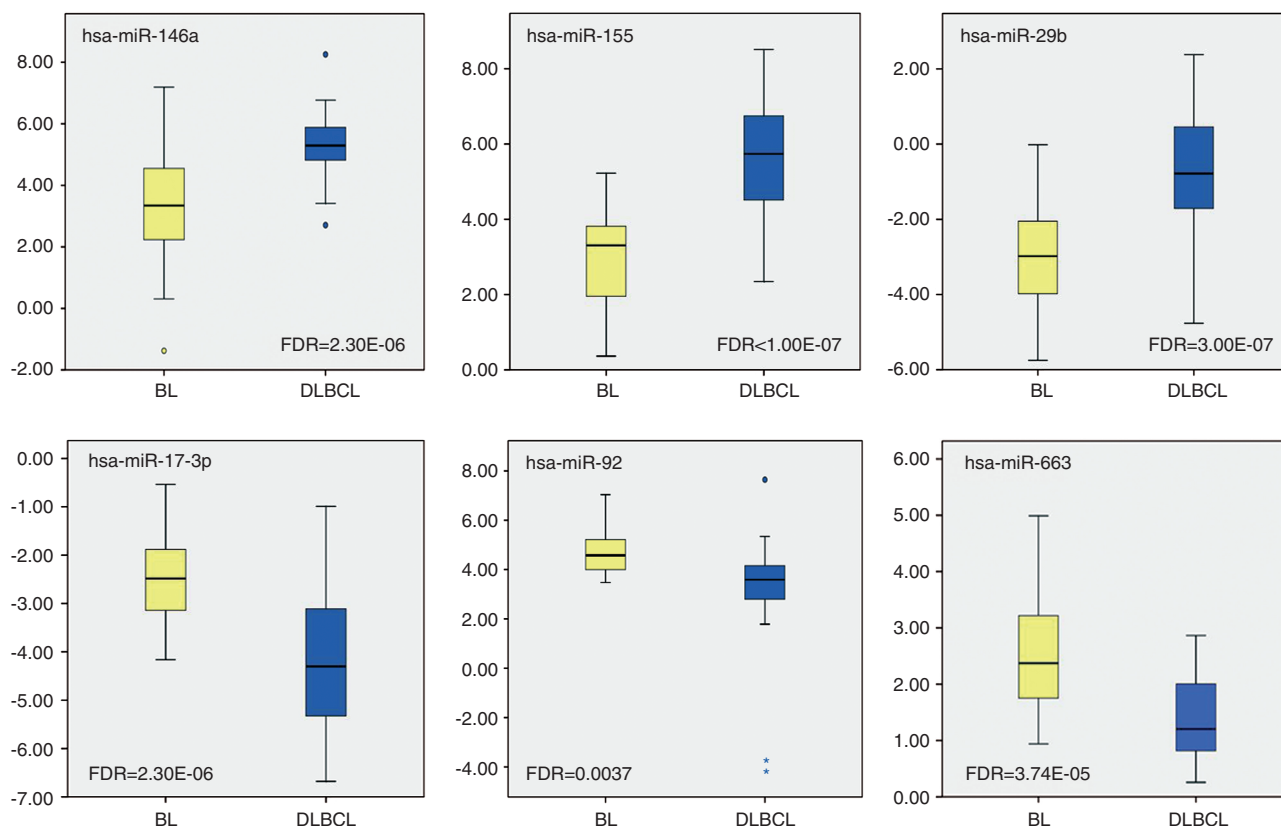 hsa-miR-146a
8.00
6.00
4.00
2.00
0.00
-2.00
FDR=2.30E-06
BL DLBCL
hsa-miR-155
8.00
6.00
4.00
2.00
0.00
FDR<1.00E-07
BL DLBCL
hsa-miR-29b
2.00
0.00
-2.00
-4.00
-6.00
FDR=3.00E-07
BL DLBCL
hsa-miR-17-3p
0.00
-1.00
-2.00
-3.00
-4.00
-5.00
-6.00
-7.00
FDR=2.30E-06
BL DLBCL
hsa-miR-92
8.00
6.00
4.00
2.00
0.00
-2.00
-4.00
FDR=0.0037
BL DLBCL
hsa-miR-663
6.00
5.00
4.00
3.00
2.00
1.00
0.00
FDR=3.74E-05
BL DLBCL